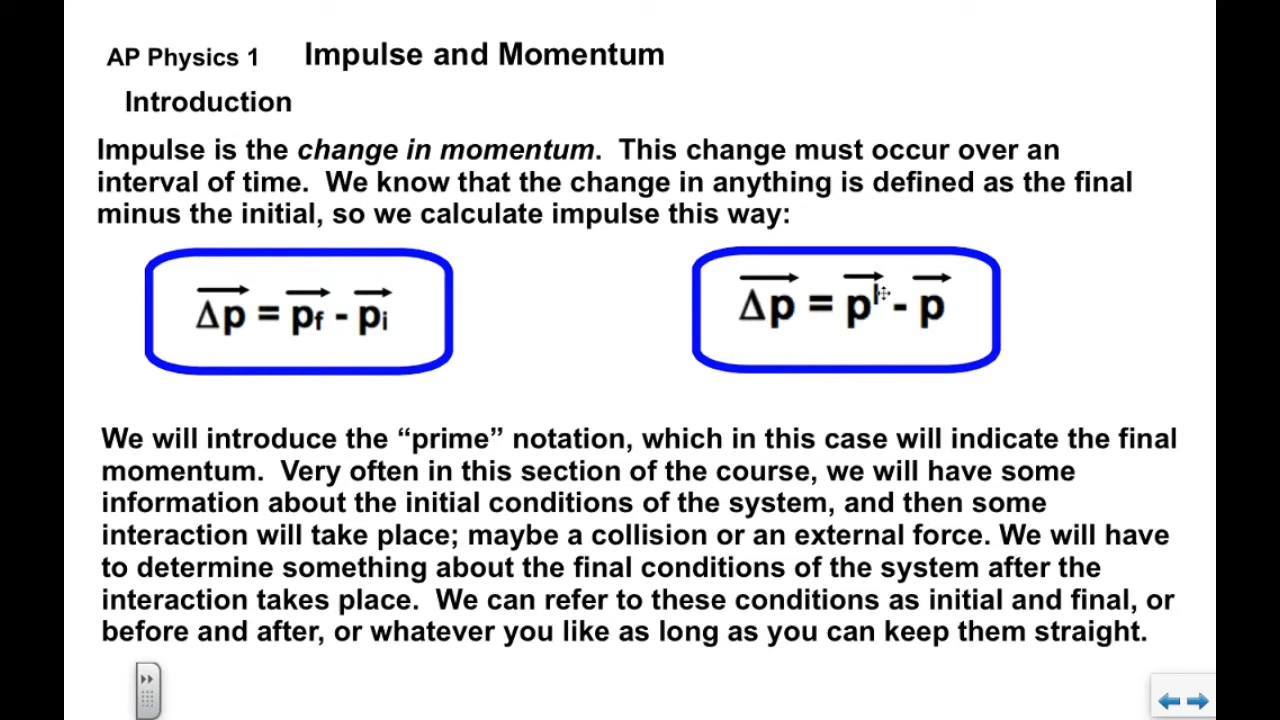 AP Physics 1 Impulse and Momentum
Introduction
Impulse is the change in momentum. This change must occur over an
interval of time. We know that the change in anything is defined as the final
minus the initial, so we calculate impulse this way:
Δp = pf - pi
Δp = p' - p
We will introduce the “prime” notation, which in this case will indicate the final
momentum. Very often in this section of the course, we will have some
information about the initial conditions of the system, and then some
interaction will take place; maybe a collision or an external force. We will have
to determine something about the final conditions of the system after the
interaction takes place. We can refer to these conditions as initial and final, or
before and after, or whatever you like as long as you can keep them straight.